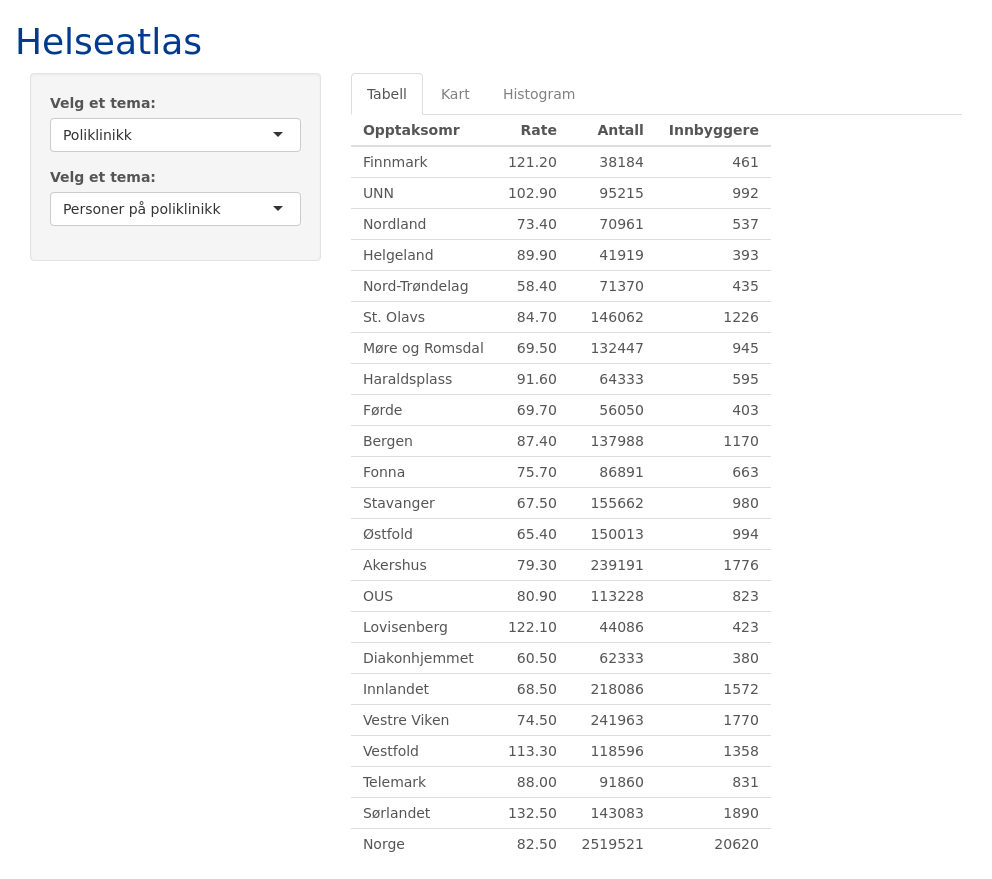 Helseatlas
Velg et tema:
Poliklinikk
Velg et tema:
Personer på poliklinikk
Tabell Kart Histogram
Opptaksomr Rate Antall Innbyggere
Finnmark 121.20 38184 461
UNN 102.90 95215 992
Nordland 73.40 70961 537
Helgeland 89.90 41919 393
Nord-Trøndelag 58.40 71370 435
St. Olavs 84.70 146062 1226
Møre og Romsdal 69.50 132447 945
Haraldsplass 91.60 64333 595
Førde 69.70 56050 403
Bergen 87.40 137988 1170
Fonna 75.70 86891 663
Stavanger 67.50 155662 980
Østfold 65.40 150013 994
Akershus 79.30 239191 1776
OUS 80.90 113228 823
Lovisenberg 122.10 44086 423
Diakonhjemmet 60.50 62333 380
Innlandet 68.50 218086 1572
Vestre Viken 74.50 241963 1770
Vestfold 113.30 118596 1358
Telemark 88.00 91860 831
Sørlandet 132.50 143083 1890
Norge 82.50 2519521 20620